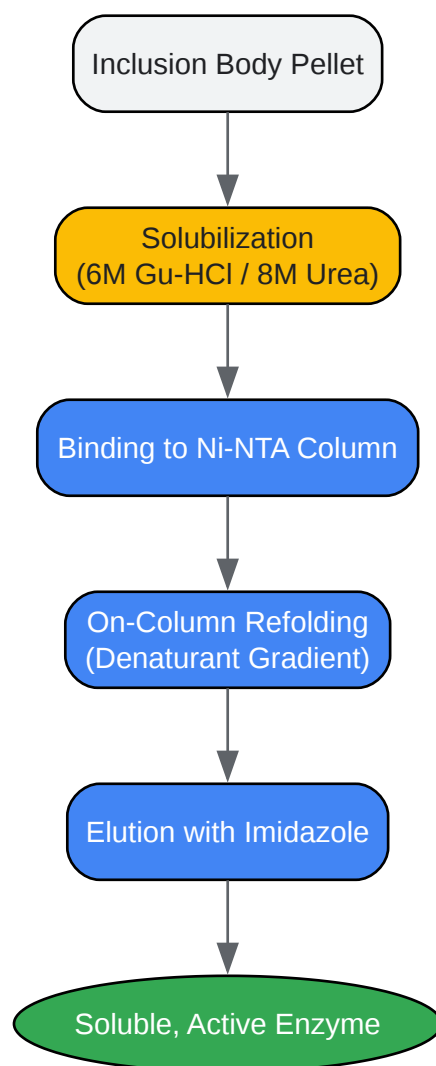 Inclusion Body Pellet
Solubilization
(6M Gu-HCl / 8M Urea)
Binding to Ni-NTA Column
On-Column Refolding
(Denaturant Gradient)
Elution with Imidazole
Soluble, Active Enzyme